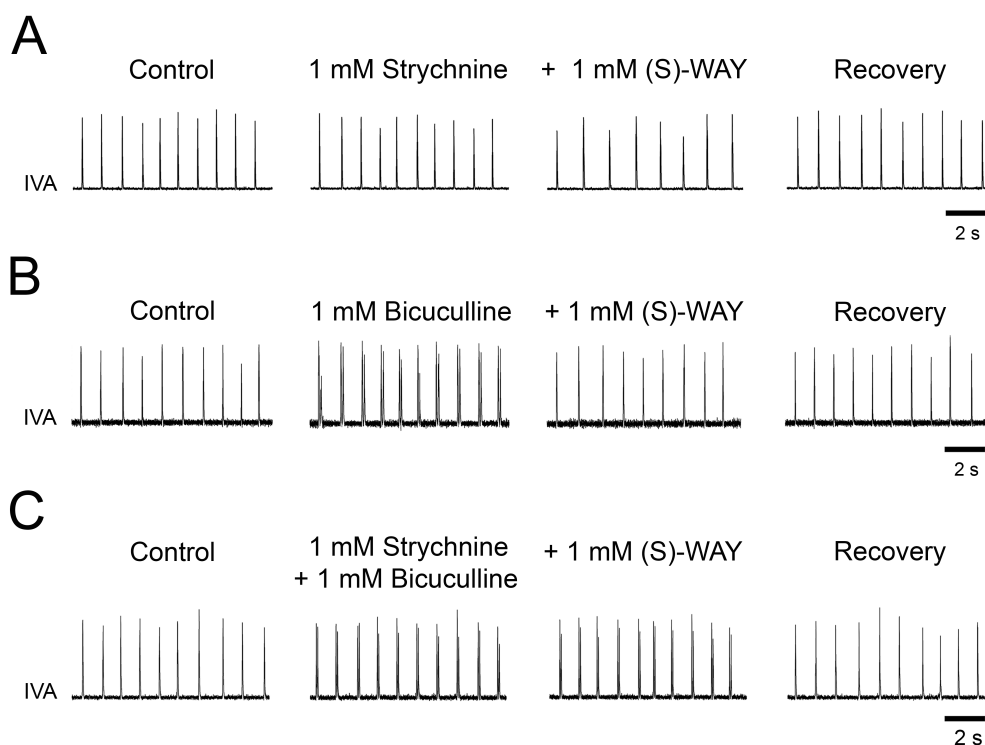 A
Control 1 mM Strychnine + 1 mM (S)-WAY Recovery
IVA
2 s
B
Control 1 mM Bicuculline + 1 mM (S)-WAY Recovery
IVA
2 s
C
Control 1 mM Strychnine + 1 mM (S)-WAY Recovery
+ 1 mM Bicuculline
IVA
2 s